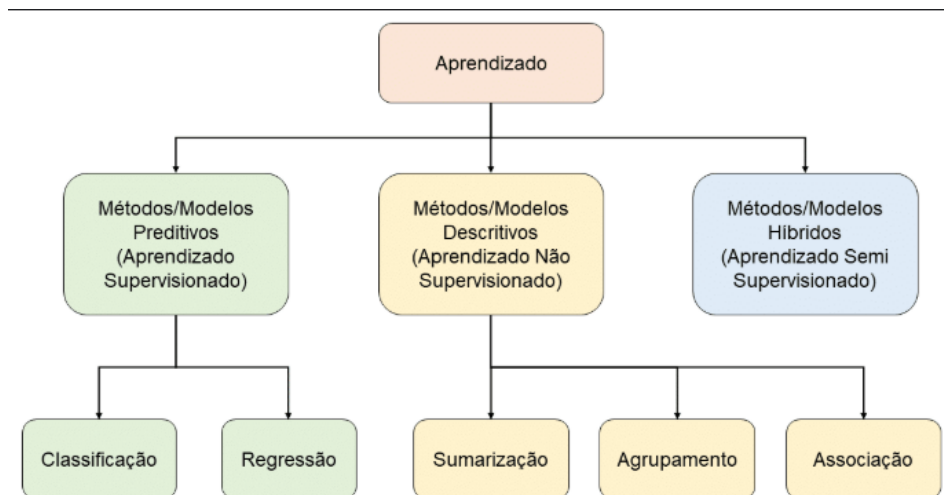 Aprendizado
Métodos/Modelos
Preditivos
(Aprendizado
Supervisionado)
Métodos/Modelos
Descritivos
(Aprendizado Não
Supervisionado)
Métodos/Modelos
Híbridos
(Aprendizado Semi
Supervisionado)
Classificação
Regressão
Sumarização
Agrupamento
Associação